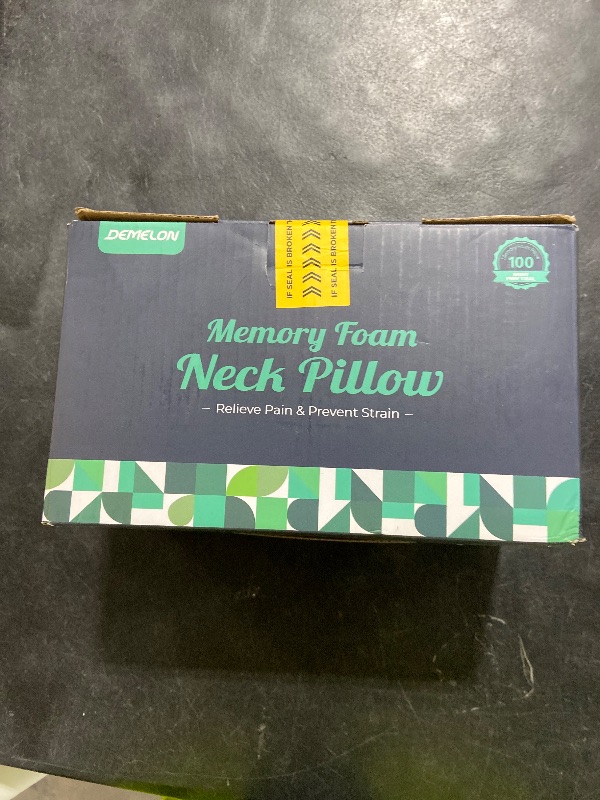 DEMELON
IF SEAL IS BROKEN
IF SEAL IS BROKEN
100
Memory Foam
Neck Pillow
– Relieve Pain & Prevent Strain –